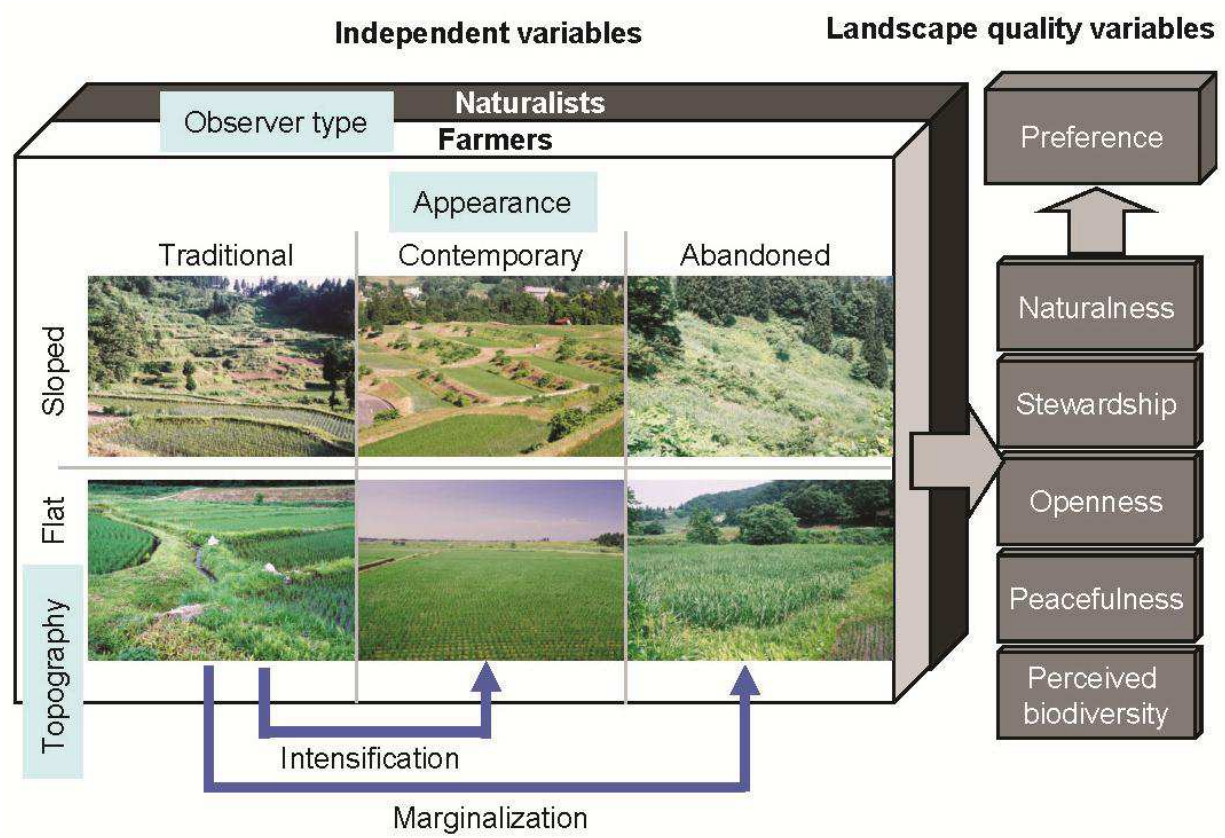 Independent variables
Landscape quality variables
Naturalists
Observer type
Farmers
Preference
Appearance
Traditional
Contemporary
Abandoned
Naturalness
Sloped
Stewardship
Openness
Flat
Peacefulness
Topography
Perceived
biodiversity
Intensification
Marginalization